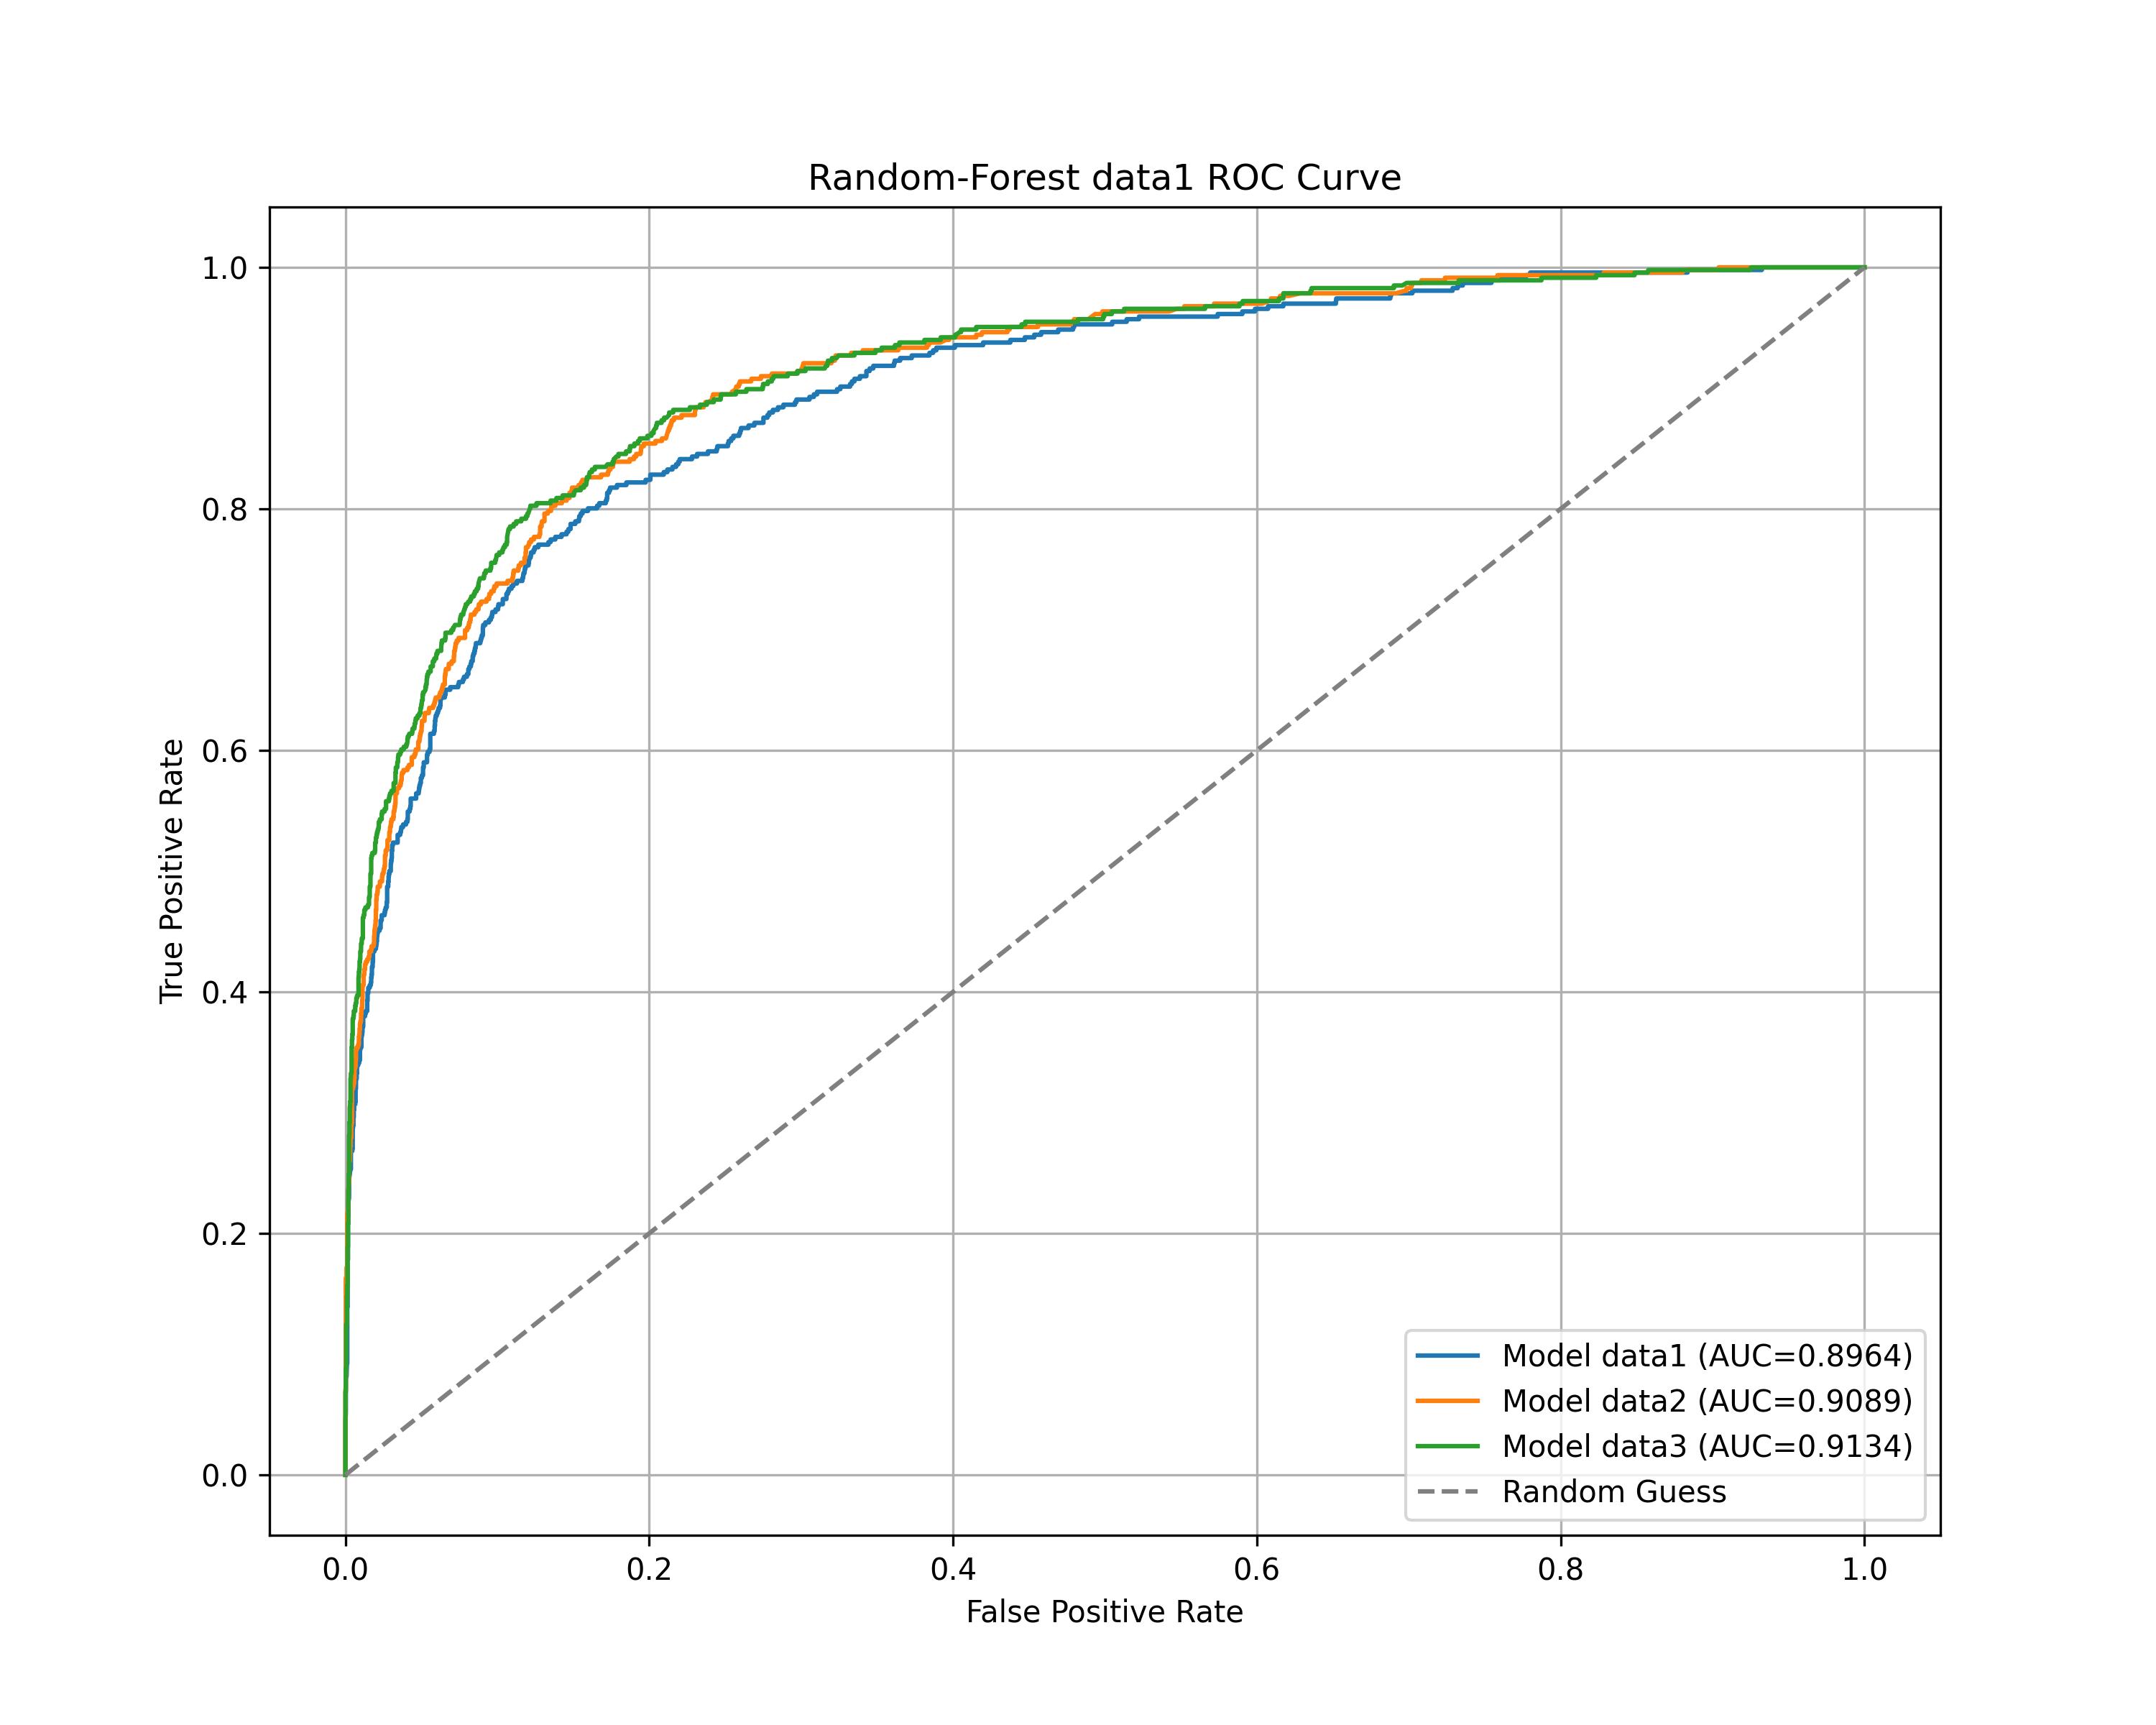 Random-Forest data1 ROC Curve
True Positive Rate
1.0
0.8
0.6
0.4
0.2
0.0
Model data1 (AUC=0.8964)
Model data2 (AUC=0.9089)
Model data3 (AUC=0.9134)
Random Guess
0.0 0.2 0.4 0.6 0.8 1.0
False Positive Rate